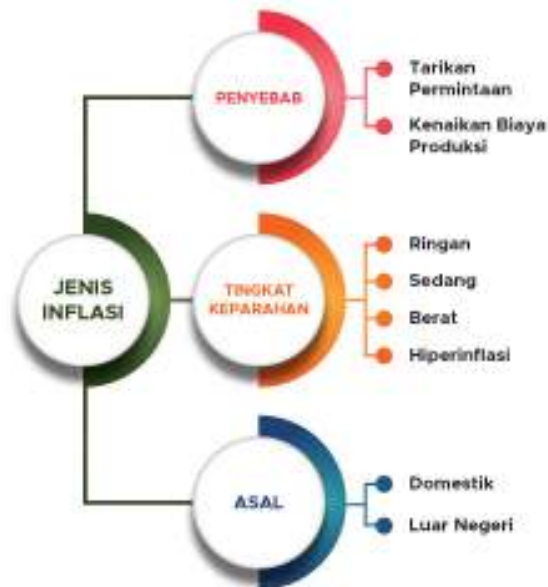 PENYEBAB
Tarikan
Permintaan
Kenaikan Biaya
Produksi
JENIS
INFLASI
TINGKAT
KEPARAHAN
Ringan
Sedang
Berat
Hiperinflasi
ASAL
Domestik
Luar Negeri